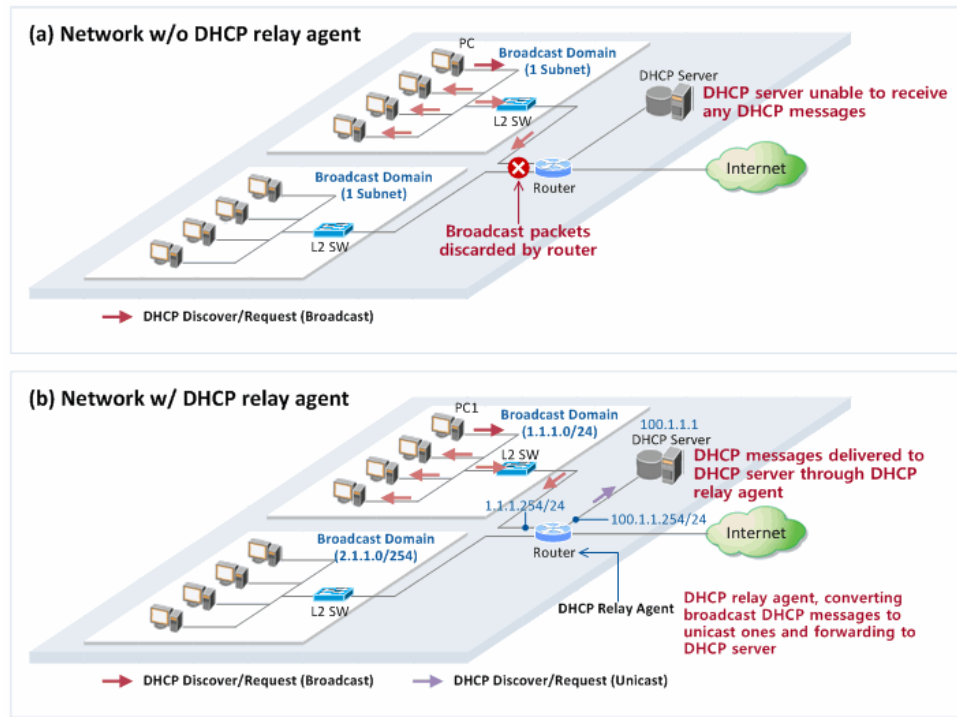 (a) Network w/o DHCP relay agent
PC
Broadcast Domain
(1 Subnet)
L2 SW
DHCP Server
DHCP server unable to receive
any DHCP messages
Broadcast Domain
(1 Subnet)
L2 SW
Router
Internet
Broadcast packets
discarded by router
DHCP Discover/Request (Broadcast)
(b) Network w/ DHCP relay agent
PC1
Broadcast Domain
(1.1.1.0/24)
L2 SW
100.1.1.1
DHCP Server
DHCP messages delivered to
DHCP server through DHCP
relay agent
1.1.1.254/24
100.1.1.254/24
Broadcast Domain
(2.1.1.0/254)
L2 SW
Router
Internet
DHCP Relay Agent
DHCP relay agent, converting
broadcast DHCP messages to
unicast ones and forwarding to
DHCP server
DHCP Discover/Request (Broadcast)
DHCP Discover/Request (Unicast)